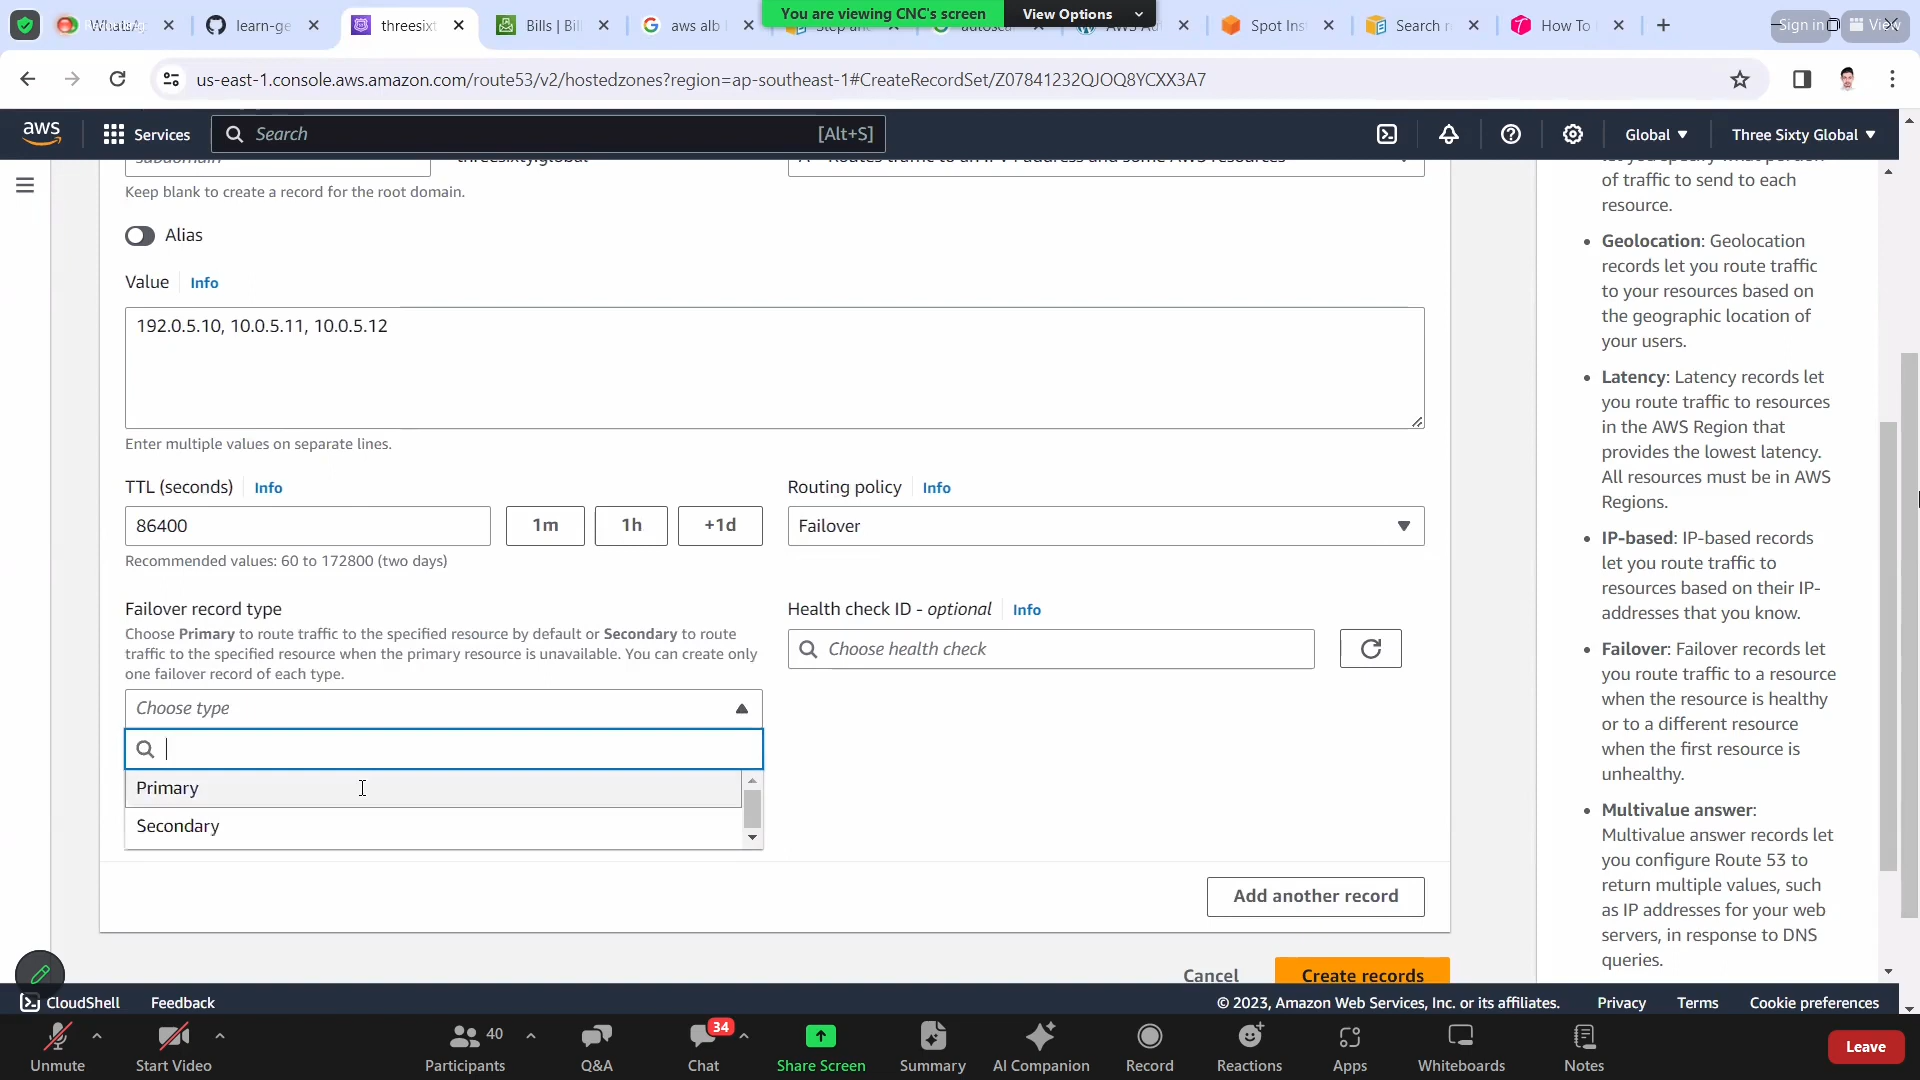 WhatsA
learn-ge
threesixt
Bills | Bil
aws alb
You are viewing CNC's screen
View Options
Spot Ins
Search r
How To
Sign in
View
us-east-1.console.aws.amazon.com/route53/v2/hostedzones?region=ap-southeast-1#CreateRecordSet/Z07841232QJOQ8YCXX3A7
aws
Services
Search
[Alt+S]
Global
Three Sixty Global
Keep blank to create a record for the root domain.
Alias
Value
Info
192.0.5.10, 10.0.5.11, 10.0.5.12
Enter multiple values on separate lines.
TTL (seconds)
Info
86400
1m
1h
+1d
Recommended values: 60 to 172800 (two days)
Routing policy
Info
Failover
Failover record type
Choose Primary to route traffic to the specified resource by default or Secondary to route
traffic to the specified resource when the primary resource is unavailable. You can create only
one failover record of each type.
Choose type
Primary
Secondary
Health check ID - optional
Info
Choose health check
Add another record
Cancel
Create records
of traffic to send to each
resource.
Geolocation: Geolocation
records let you route traffic
to your resources based on
the geographic location of
your users.
Latency: Latency records let
you route traffic to resources
in the AWS Region that
provides the lowest latency.
All resources must be in AWS
Regions.
IP-based: IP-based records
let you route traffic to
resources based on their IP-
addresses that you know.
Failover: Failover records let
you route traffic to a resource
when the resource is healthy
or to a different resource
when the first resource is
unhealthy.
Multivalue answer:
Multivalue answer records let
you configure Route 53 to
return multiple values, such
as IP addresses for your web
servers, in response to DNS
queries.
CloudShell
Feedback
© 2023, Amazon Web Services, Inc. or its affiliates.
Privacy
Terms
Cookie preferences
Unmute
Start Video
40
Participants
Q&A
34
Chat
Share Screen
Summary
AI Companion
Record
Reactions
Apps
Whiteboards
Notes
Leave